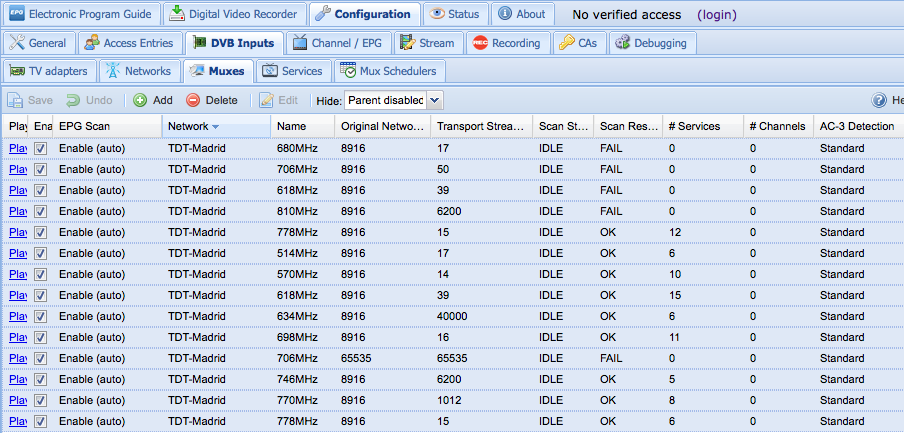 EPG Electronic Program Guide Digital Video Recorder Configuration Status About No verified access (login)
General Access Entries DVB Inputs Channel / EPG Stream REC Recording CAs Debugging
TV adapters Networks Muxes Services Mux Schedulers
Save Undo Add Delete Edit Hide: Parent disabled He
Play Ena EPG Scan Network Name Original Netwo… Transport Strea… Scan St… Scan Res… # Services # Channels AC-3 Detection
Play Enable (auto) TDT-Madrid 680MHz 8916 17 IDLE FAIL 0 0 Standard
Play Enable (auto) TDT-Madrid 706MHz 8916 50 IDLE FAIL 0 0 Standard
Play Enable (auto) TDT-Madrid 618MHz 8916 39 IDLE FAIL 0 0 Standard
Play Enable (auto) TDT-Madrid 810MHz 8916 6200 IDLE FAIL 0 0 Standard
Play Enable (auto) TDT-Madrid 778MHz 8916 15 IDLE OK 12 0 Standard
Play Enable (auto) TDT-Madrid 514MHz 8916 17 IDLE OK 6 0 Standard
Play Enable (auto) TDT-Madrid 570MHz 8916 14 IDLE OK 10 0 Standard
Play Enable (auto) TDT-Madrid 618MHz 8916 39 IDLE OK 15 0 Standard
Play Enable (auto) TDT-Madrid 634MHz 8916 40000 IDLE OK 6 0 Standard
Play Enable (auto) TDT-Madrid 698MHz 8916 16 IDLE OK 11 0 Standard
Play Enable (auto) TDT-Madrid 706MHz 65535 65535 IDLE FAIL 0 0 Standard
Play Enable (auto) TDT-Madrid 746MHz 8916 6200 IDLE OK 5 0 Standard
Play Enable (auto) TDT-Madrid 770MHz 8916 1012 IDLE OK 8 0 Standard
Play Enable (auto) TDT-Madrid 778MHz 8916 15 IDLE OK 6 0 Standard